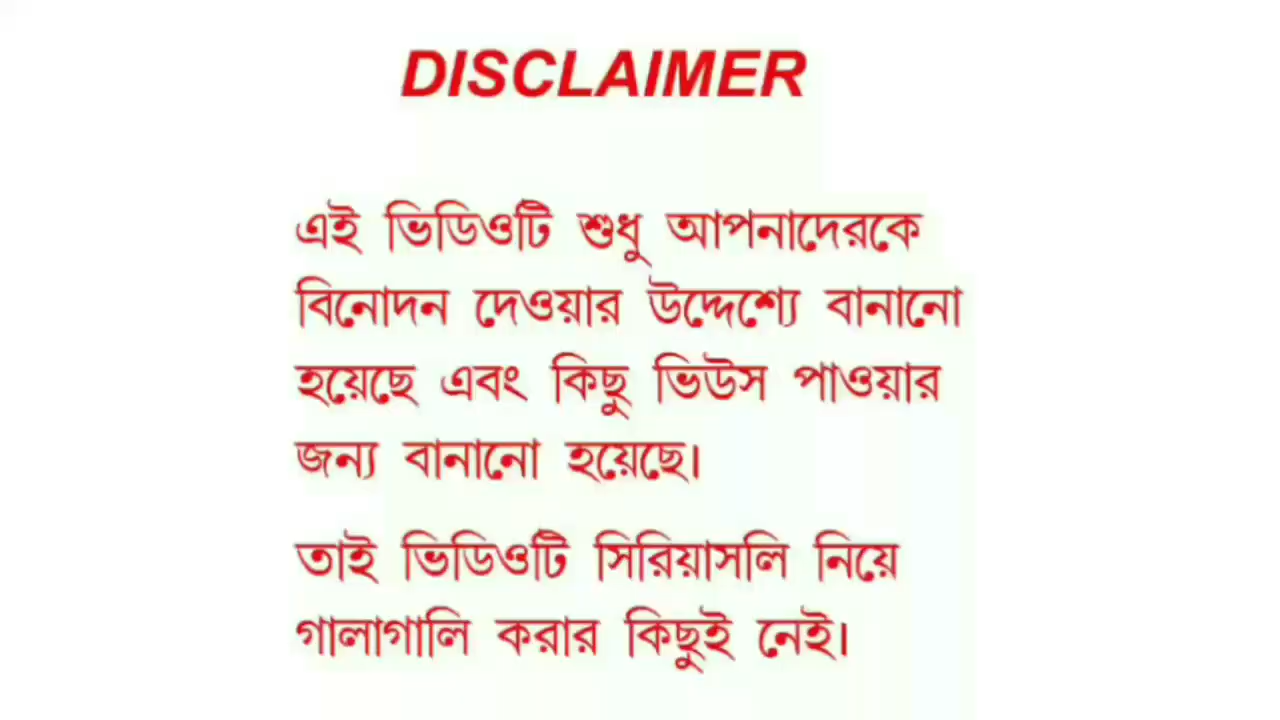 DISCLAIMER
এই ভিডিওটি শুধু আপনাদেরকে
বিনোদন দেওয়ার উদ্দেশ্যে বানানো
হয়েছে এবং কিছু ভিউস পাওয়ার
জন্য বানানো হয়েছে।
তাই ভিডিওটি সিরিয়াসলি নিয়ে
গালাগালি করার কিছুই নেই।